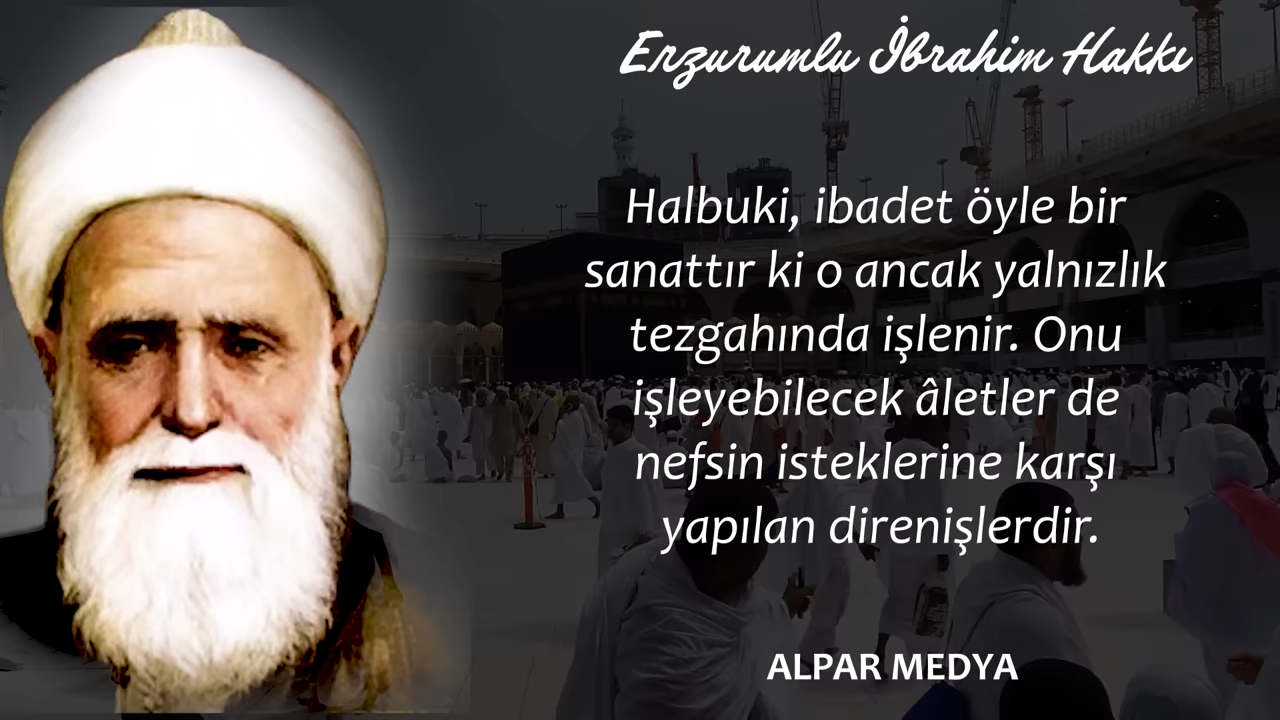 Erzurumlu İbrahim Hakkı
Halbuki, ibadet öyle bir
sanattır ki o ancak yalnızlık
tezgahında işlenir. Onu
işleyebilecek âletler de
nefsin isteklerine karşı
yapılan direnişlerdir.
ALPAR MEDYA